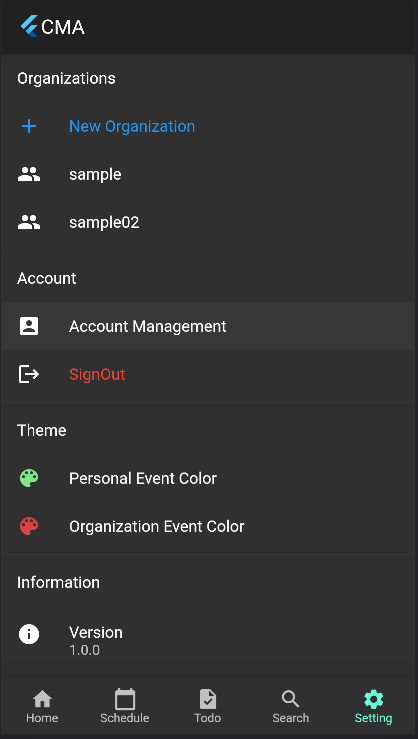 CMA
Organizations
New Organization
sample
sample02
Account
Account Management
SignOut
Theme
Personal Event Color
Organization Event Color
Information
Version
1.0.0
Home Schedule Todo Search Setting